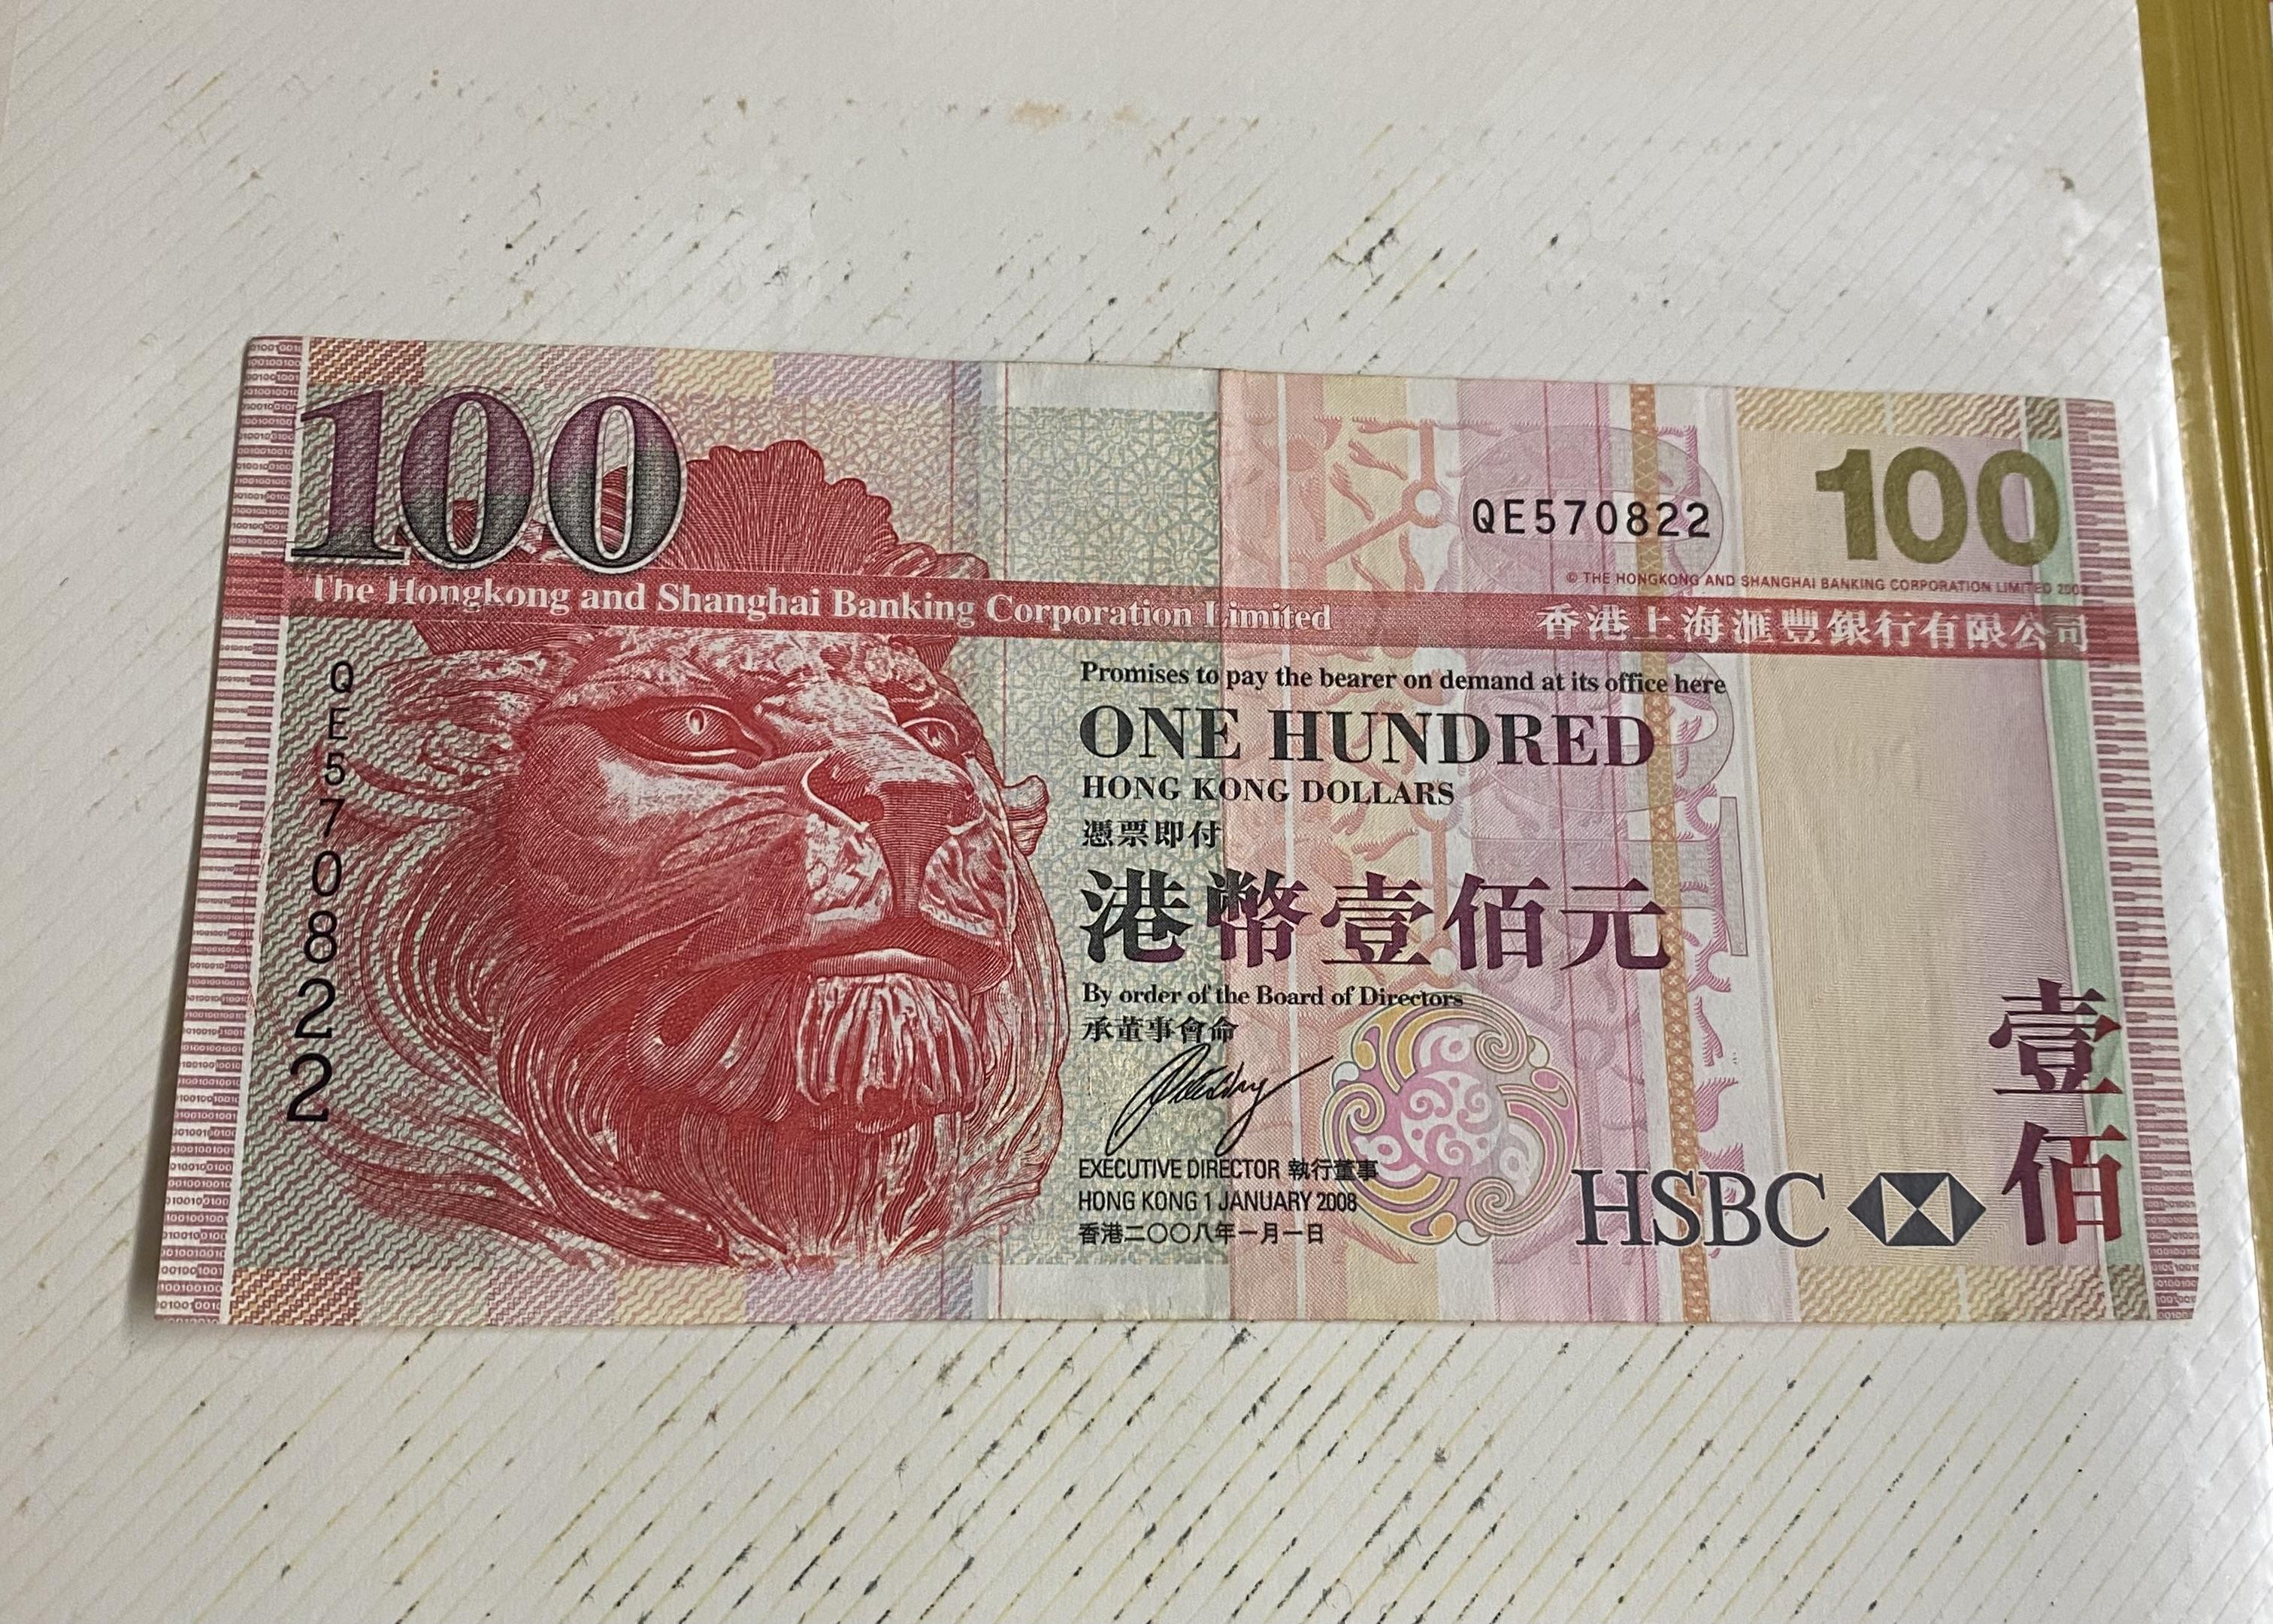 100
QE570822
100
© THE HONGKONG AND SHANGHAI BANKING CORPORATION LIMITED
The Hongkong and Shanghai Banking Corporation Limited
香港上海滙豐銀行有限公司
QE570822
Promises to pay the bearer on demand at its office here
ONE HUNDRED
HONG KONG DOLLARS
憑票即付
港幣壹佰元
By order of the Board of Directors
承董事會命
EXECUTIVE DIRECTOR 執行董事
HONG KONG 1 JANUARY 2008
香港二〇〇八年一月一日
HSBC
壹佰